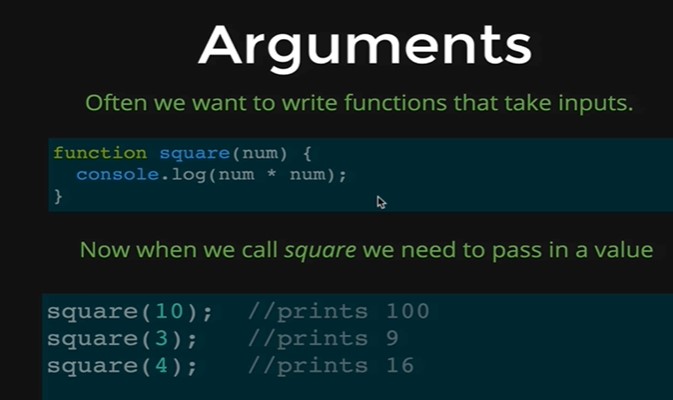 Arguments
Often we want to write functions that take inputs.
function square(num) {
  console.log(num * num);
}
Now when we call square we need to pass in a value
square(10);  //prints 100
square(3);   //prints 9
square(4);   //prints 16